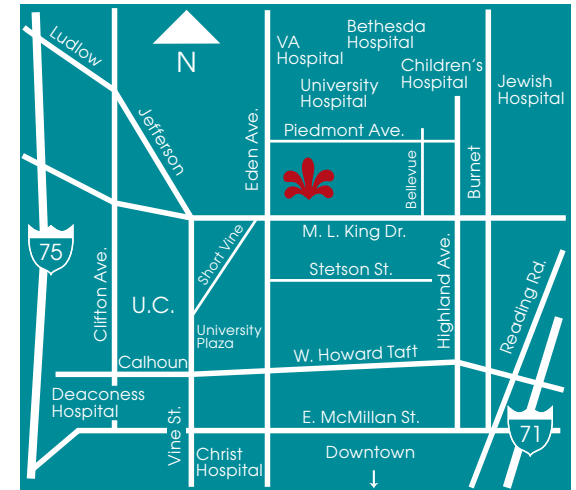 Ludlow
N
VA
Hospital
Bethesda
Hospital
University
Hospital
Children's
Hospital
Jewish
Hospital
Jefferson
Eden Ave.
Piedmont Ave.
Bellevue
Burnet
75
Clifton Ave.
U.C.
Short Vine
M. L. King Dr.
Stetson St.
Highland Ave.
Reading Rd.
University
Plaza
Calhoun
W. Howard Taft
Deaconess
Hospital
Vine St.
E. McMillan St.
71
Christ
Hospital
Downtown